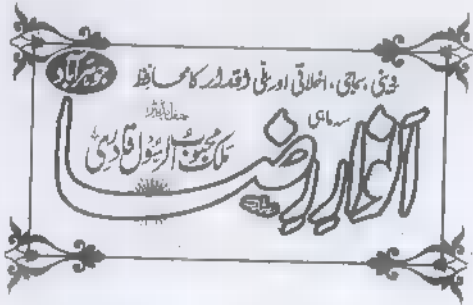 جوہر آباد
دینی، سماجی، اخلاقی اور ملی اقدار کا محافظ
سہ ماہی
انوارِ رضا
ملک محبوب الرسول قادری